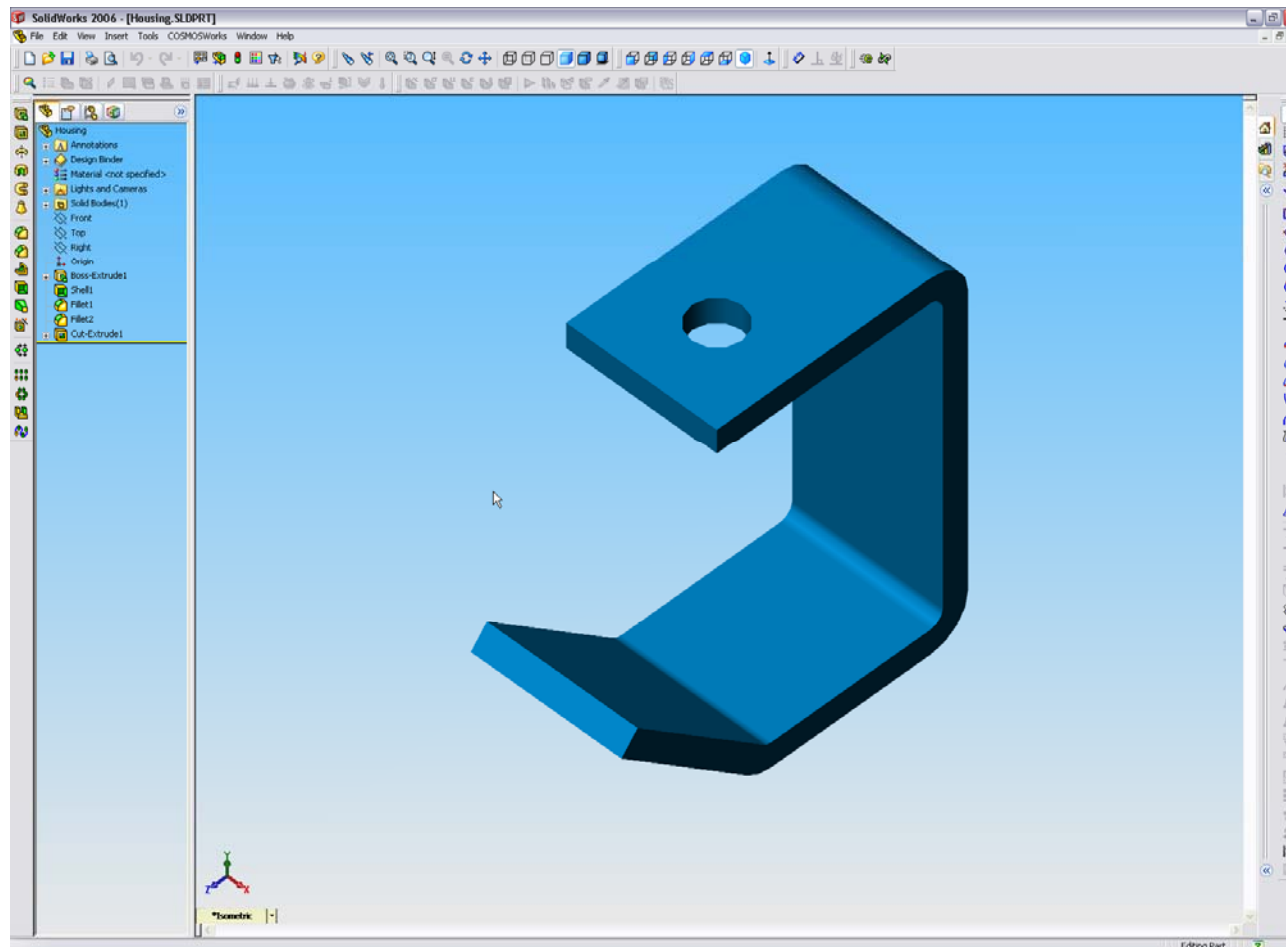 SolidWorks 2006 - [Housing.SLDPRT]
File Edit View Insert Tools COSMOSWorks Window Help
Housing
Annotations
Design Binder
Material <not specified>
Lights and Cameras
Solid Bodies(1)
Front
Top
Right
Origin
Boss-Extrude1
Shell1
Fillet1
Fillet2
Cut-Extrude1
Y
Z X
*Isometric
Editing Part